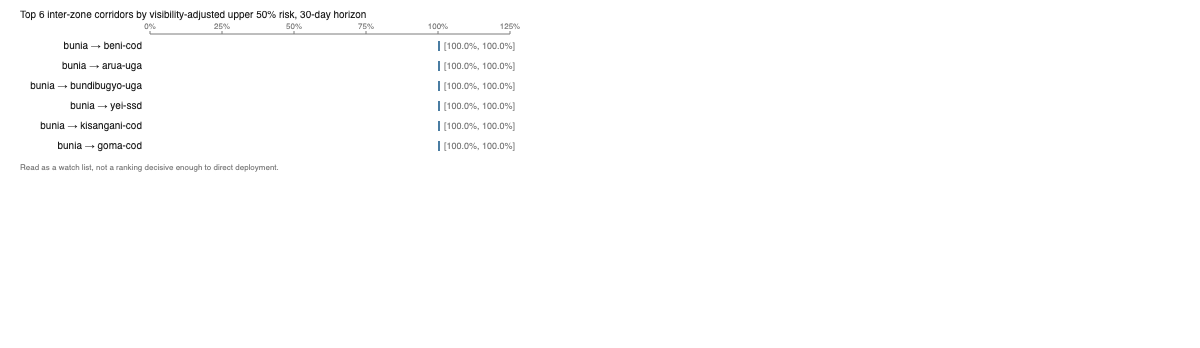 Top 6 inter-zone corridors by visibility-adjusted upper 50% risk, 30-day horizon
0% 25% 50% 75% 100% 125%
bunia → beni-cod [100.0%, 100.0%]
bunia → arua-uga [100.0%, 100.0%]
bunia → bundibugyo-uga [100.0%, 100.0%]
bunia → yei-ssd [100.0%, 100.0%]
bunia → kisangani-cod [100.0%, 100.0%]
bunia → goma-cod [100.0%, 100.0%]
Read as a watch list, not a ranking decisive enough to direct deployment.